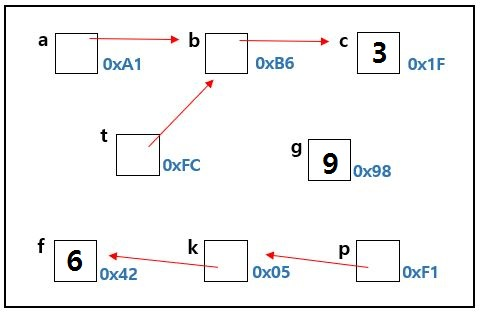 a b c 3
0xA1 0xB6 0x1F
t g 9
0xFC 0x98
f 6 k p
0x42 0x05 0xF1